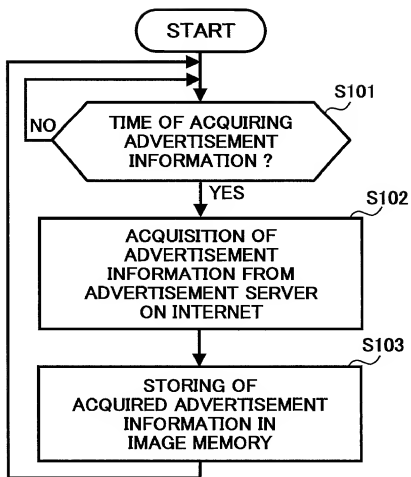 START
S101
TIME OF ACQUIRING
ADVERTISEMENT
INFORMATION ?
NO
YES
S102
ACQUISITION OF
ADVERTISEMENT
INFORMATION FROM
ADVERTISEMENT SERVER
ON INTERNET
S103
STORING OF
ACQUIRED ADVERTISEMENT
INFORMATION IN
IMAGE MEMORY